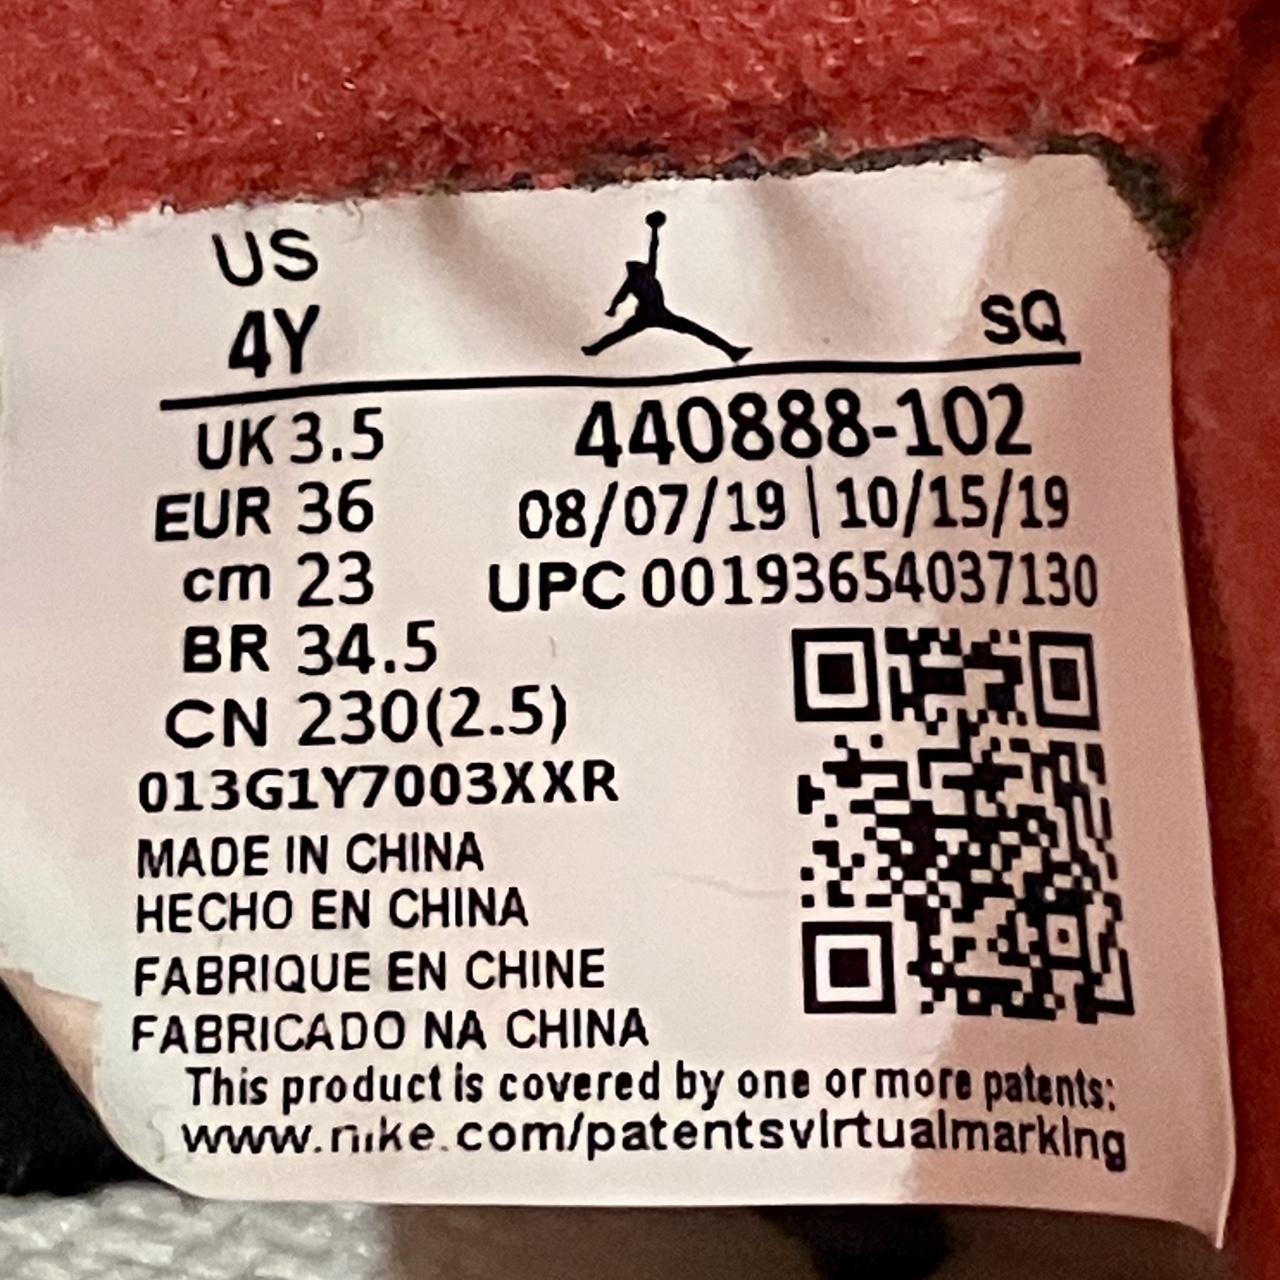 US
4Y
SQ
UK 3.5
440888-102
EUR 36
08/07/19 | 10/15/19
cm 23
UPC 00193654037130
BR 34.5
CN 230(2.5)
013G1Y7003XXR
MADE IN CHINA
HECHO EN CHINA
FABRIQUE EN CHINE
FABRICADO NA CHINA
This product is covered by one or more patents:
www.nike.com/patentsvirtualmarking